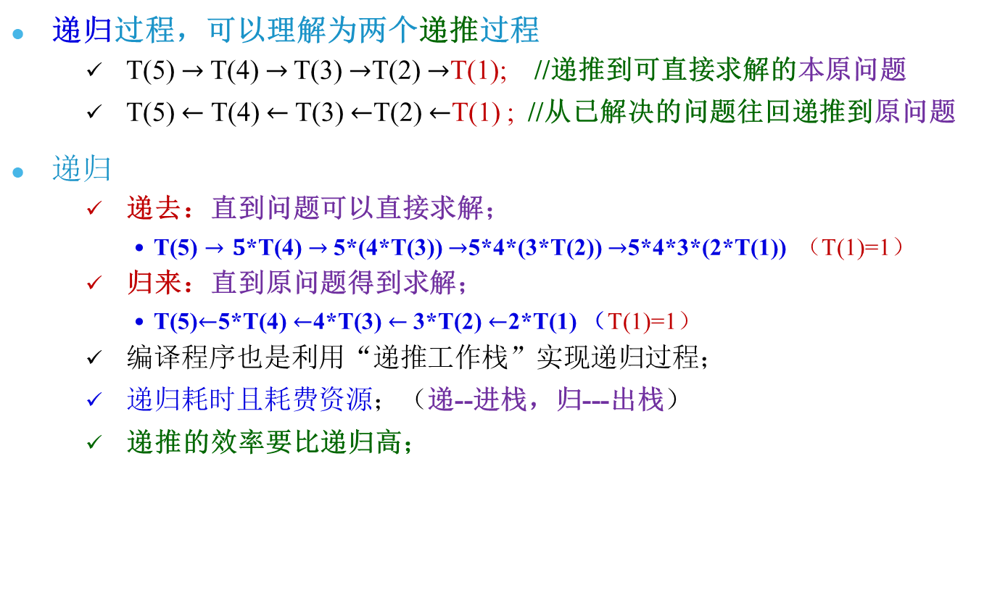 • 递归过程，可以理解为两个递推过程
✓ T(5) → T(4) → T(3) →T(2) →T(1); //递推到可直接求解的本原问题
✓ T(5) ← T(4) ← T(3) ←T(2) ←T(1) ; //从已解决的问题往回递推到原问题
• 递归
✓ 递去：直到问题可以直接求解；
• T(5) → 5*T(4) → 5*(4*T(3)) →5*4*(3*T(2)) →5*4*3*(2*T(1)) （T(1)=1）
✓ 归来：直到原问题得到求解；
• T(5)←5*T(4) ←4*T(3) ← 3*T(2) ←2*T(1) （T(1)=1）
✓ 编译程序也是利用“递推工作栈”实现递归过程；
✓ 递归耗时且耗费资源；（递--进栈，归---出栈）
✓ 递推的效率要比递归高；